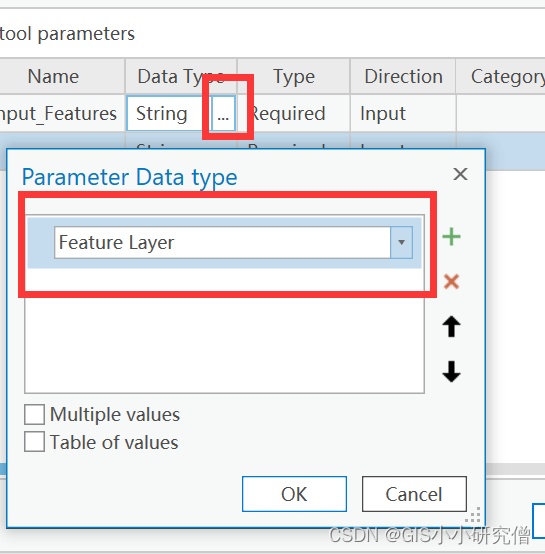 tool parameters
Name Data Type Type Direction Category
nput_Features String ... Required Input
Parameter Data type
Feature Layer
Multiple values
Table of values
OK Cancel
CSDN @GIS小小研究僧